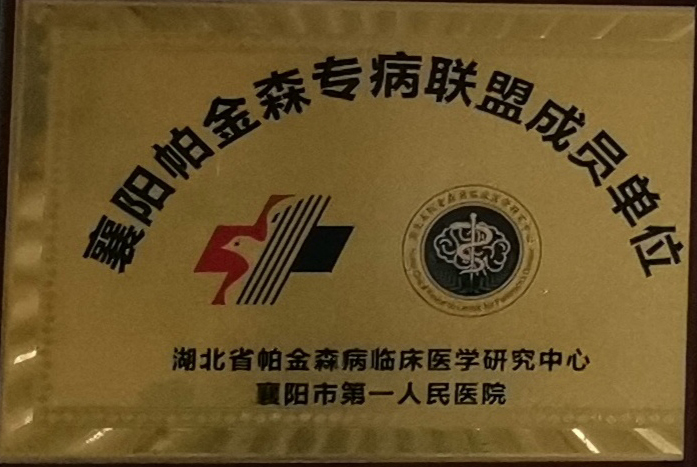 襄阳帕金森专病联盟成员单位
湖北省帕金森病临床医学研究中心
襄阳市第一人民医院